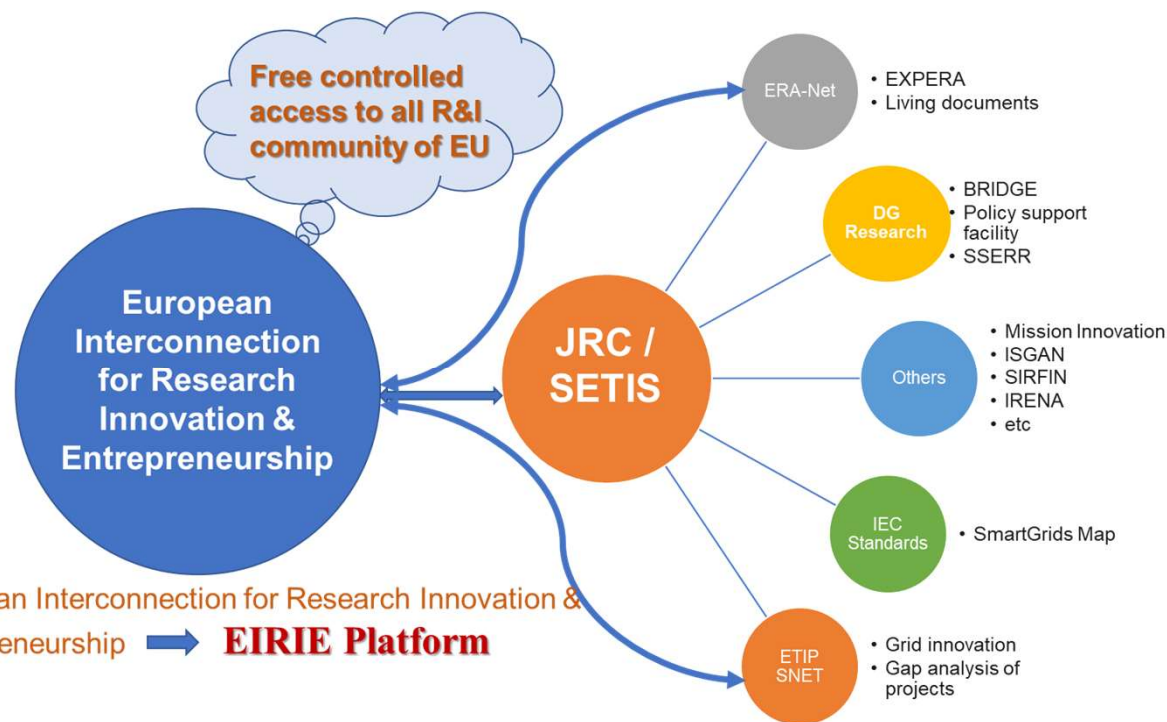 Free controlled
access to all R&I
community of EU
European
Interconnection
for Research
Innovation &
Entrepreneurship
JRC /
SETIS
ERA-Net
• EXPERA
• Living documents
DG
Research
• BRIDGE
• Policy support
facility
• SSERR
Others
• Mission Innovation
• ISGAN
• SIRFIN
• IRENA
• etc
IEC
Standards
• SmartGrids Map
ETIP
SNET
• Grid innovation
• Gap analysis of
projects
an Interconnection for Research Innovation &
eneurship EIRIE Platform